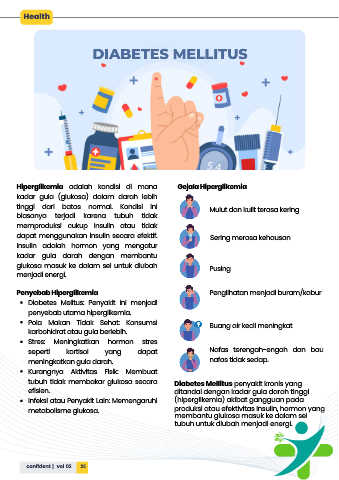 Health
DIABETES MELLITUS
Hiperglikemia adalah kondisi di mana
kadar gula (glukosa) dalam darah lebih
tinggi dari batas normal. Kondisi ini
biasanya terjadi karena tubuh tidak
memproduksi cukup insulin atau tidak
dapat menggunakan insulin secara efektif.
Insulin adalah hormon yang mengatur
kadar gula darah dengan membantu
glukosa masuk ke dalam sel untuk diubah
menjadi energi.
Penyebab Hiperglikemia
• Diabetes Melitus: Penyakit ini menjadi
penyebab utama hiperglikemia.
• Pola Makan Tidak Sehat: Konsumsi
karbohidrat atau gula berlebih.
• Stres: Meningkatkan hormon stres
seperti kortisol yang dapat
meningkatkan gula darah.
• Kurangnya Aktivitas Fisik: Membuat
tubuh tidak membakar glukosa secara
efisien.
• Infeksi atau Penyakit Lain: Memengaruhi
metabolisme glukosa.
Gejala Hiperglikemia
Mulut dan kulit terasa kering
Sering merasa kehausan
Pusing
Penglihatan menjadi buram/kabur
Buang air kecil meningkat
Nafas terengah-engah dan bau
nafas tidak sedap.
Diabetes Mellitus penyakit kronis yang
ditandai dengan kadar gula darah tinggi
(hiperglikemia) akibat gangguan pada
produksi atau efektivitas insulin, hormon yang
membantu glukosa masuk ke dalam sel
tubuh untuk diubah menjadi energi.
confident | vol 02